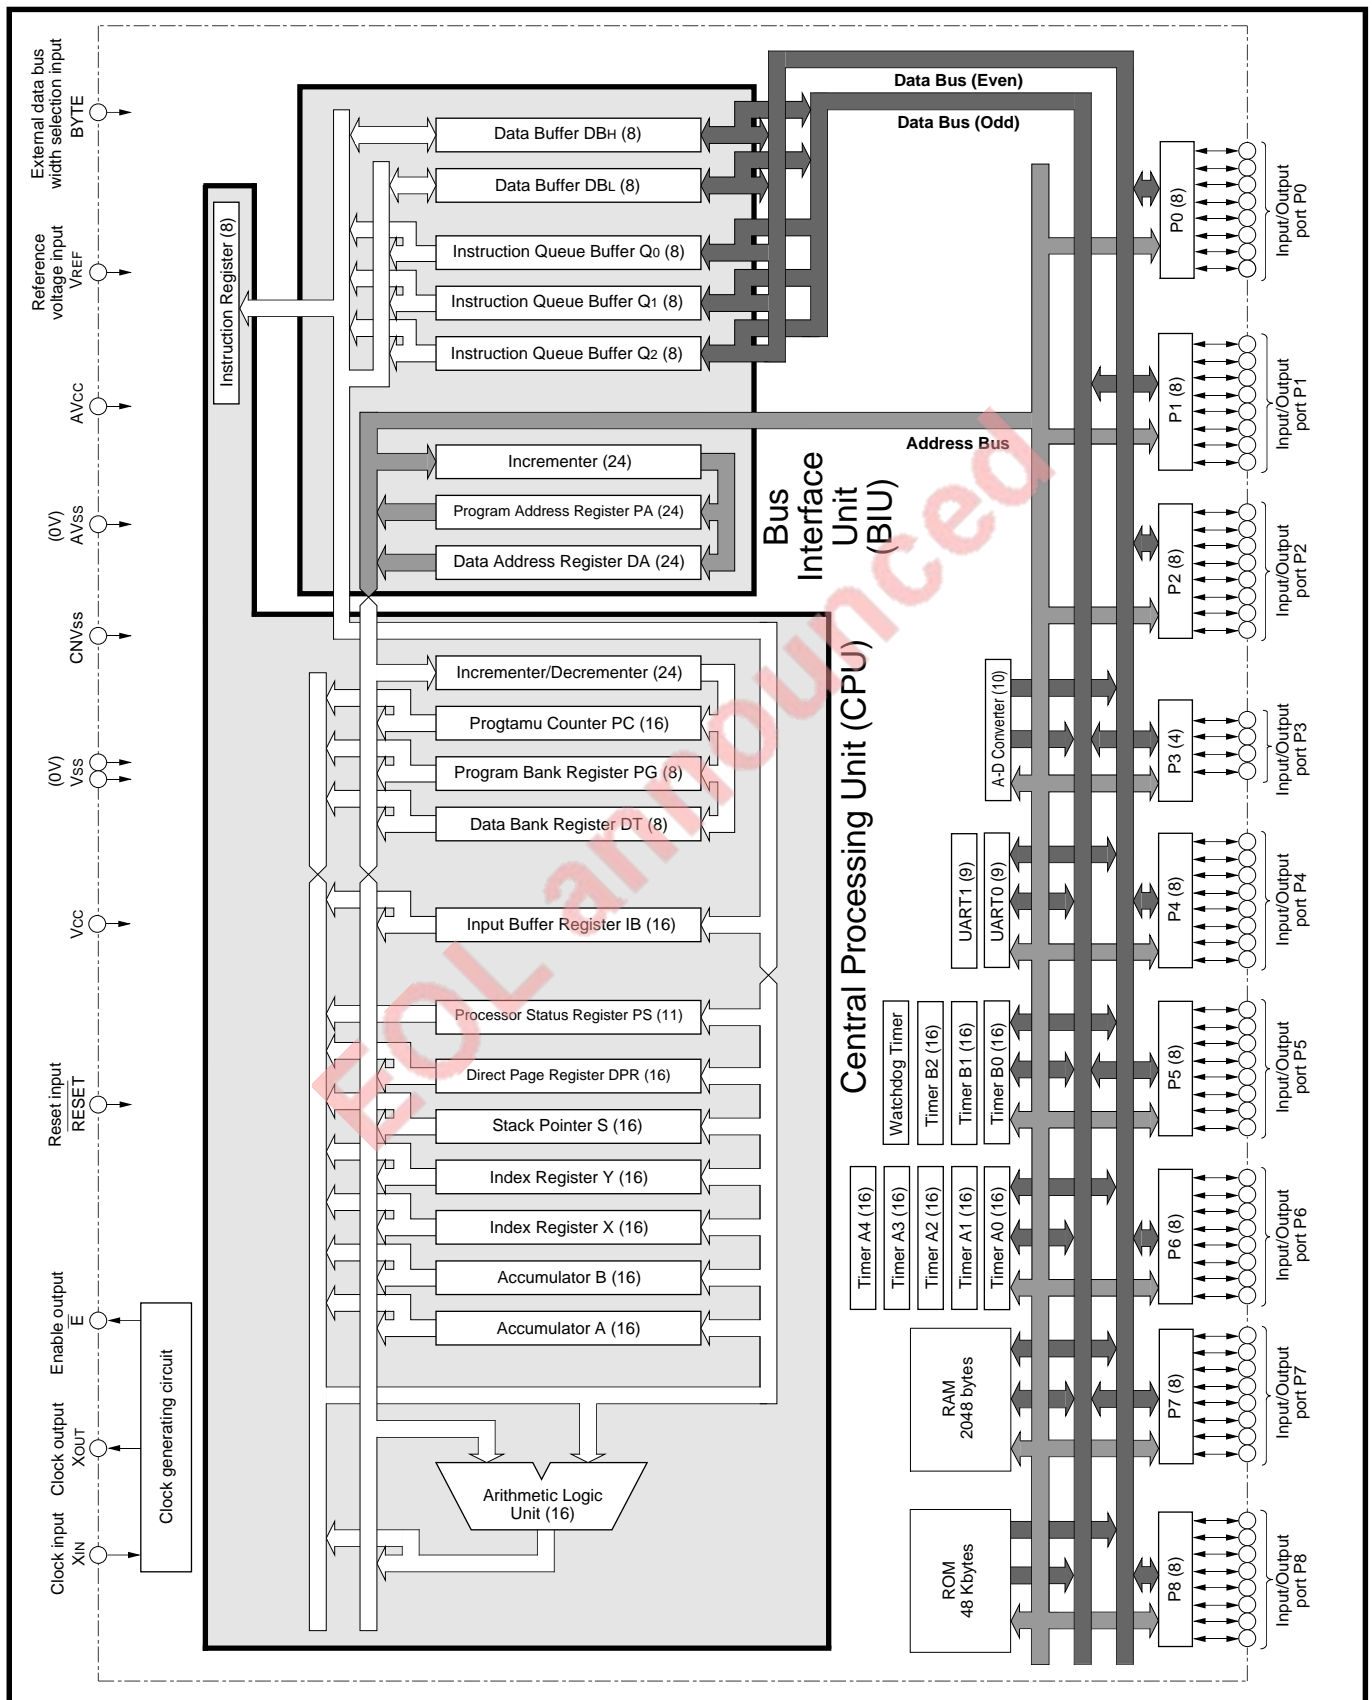 External data bus
width selection input
BYTE
Reference
voltage input
VREF
AVCC
(0V)
AVSS
CNVSS
(0V)
VSS
VCC
Reset input
RESET
Enable output
E
Clock output
XOUT
Clock input
XIN
Clock generating circuit
Instruction Register (8)
Data Buffer DBH (8)
Data Buffer DBL (8)
Instruction Queue Buffer Q0 (8)
Instruction Queue Buffer Q1 (8)
Instruction Queue Buffer Q2 (8)
Incrementer (24)
Program Address Register PA (24)
Data Address Register DA (24)
Bus
Interface
Unit
(BIU)
Incrementer/Decrementer (24)
Progtamu Counter PC (16)
Program Bank Register PG (8)
Data Bank Register DT (8)
Input Buffer Register IB (16)
Processor Status Register PS (11)
Direct Page Register DPR (16)
Stack Pointer S (16)
Index Register Y (16)
Index Register X (16)
Accumulator B (16)
Accumulator A (16)
Arithmetic Logic
Unit (16)
Central Processing Unit (CPU)
Data Bus (Even)
Data Bus (Odd)
Address Bus
A-D Converter (10)
UART1 (9)
UART0 (9)
Watchdog Timer
Timer B2 (16)
Timer B1 (16)
Timer B0 (16)
Timer A4 (16)
Timer A3 (16)
Timer A2 (16)
Timer A1 (16)
Timer A0 (16)
RAM
2048 bytes
ROM
48 Kbytes
P0 (8)
Input/Output
port P0
P1 (8)
Input/Output
port P1
P2 (8)
Input/Output
port P2
P3 (4)
Input/Output
port P3
P4 (8)
Input/Output
port P4
P5 (8)
Input/Output
port P5
P6 (8)
Input/Output
port P6
P7 (8)
Input/Output
port P7
P8 (8)
Input/Output
port P8
EOL announced